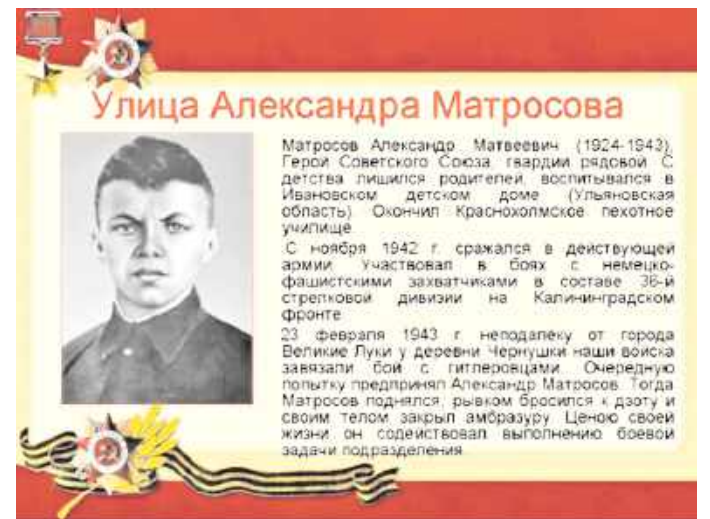 Улица Александра Матросова
Матросов Александр Матвеевич (1924-1943),
Герой Советского Союза, гвардии рядовой. С
детства лишился родителей, воспитывался в
Ивановском детском доме (Ульяновская
область). Окончил Краснохолмское пехотное
училище.
С ноября 1942 г. сражался в действующей
армии. Участвовал в боях с немецко-
фашистскими захватчиками в составе 36-й
стрелковой дивизии на Калининградском
фронте.
23 февраля 1943 г. неподалеку от города
Великие Луки у деревни Чернушки наши войска
завязали бой с гитлеровцами. Очередную
попытку предпринял Александр Матросов. Тогда
Матросов поднялся, рывком бросился к дзоту и
своим телом закрыл амбразуру. Ценою своей
жизни он содействовал выполнению боевой
задачи подразделения.